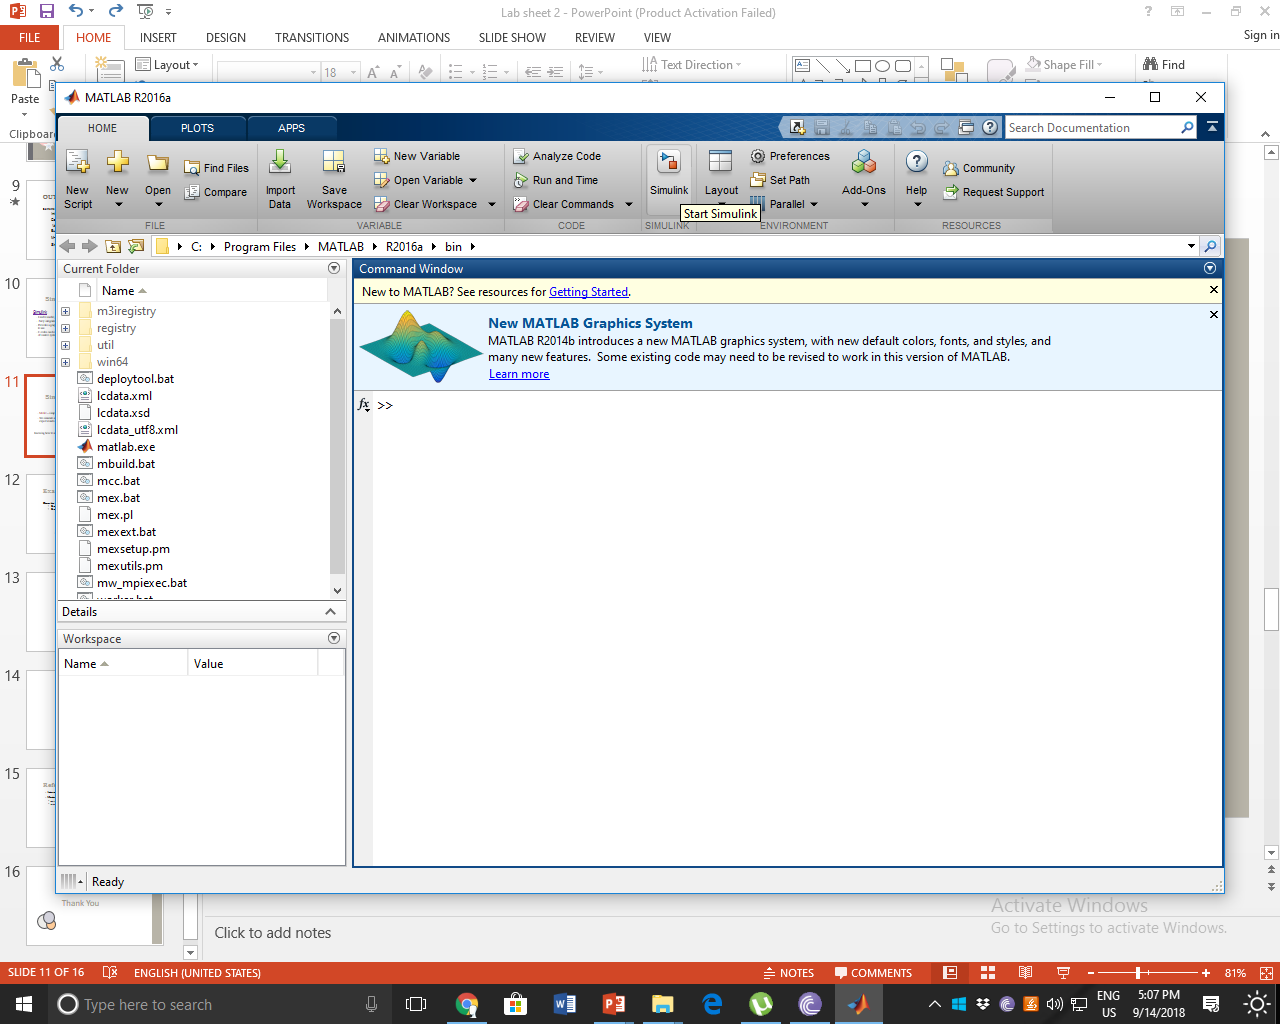 Lab sheet 2 - PowerPoint (Product Activation Failed)
FILE HOME INSERT DESIGN TRANSITIONS ANIMATIONS SLIDE SHOW REVIEW VIEW Sign in
Paste
Layout
18
Text Direction
Shape Fill
Find
Clipboard
MATLAB R2016a
HOME PLOTS APPS
Search Documentation
New Script
New
Open
Find Files
Compare
FILE
Import Data
Save Workspace
New Variable
Open Variable
Clear Workspace
VARIABLE
Analyze Code
Run and Time
Clear Commands
CODE
Simulink
SIMULINK
Start Simulink
Layout
Preferences
Set Path
Parallel
Add-Ons
ENVIRONMENT
Help
Community
Request Support
RESOURCES
C: Program Files MATLAB R2016a bin
Current Folder
Name
m3iregistry
registry
util
win64
deploytool.bat
lcdata.xml
lcdata.xsd
lcdata_utf8.xml
matlab.exe
mbuild.bat
mcc.bat
mex.bat
mex.pl
mexext.bat
mexsetup.pm
mexutils.pm
mw_mpiexec.bat
worker.bat
Details
Workspace
Name Value
Ready
Command Window
New to MATLAB? See resources for Getting Started.
New MATLAB Graphics System
MATLAB R2014b introduces a new MATLAB graphics system, with new default colors, fonts, and styles, and
many new features. Some existing code may need to be revised to work in this version of MATLAB.
Learn more
fx >>
9
10
11
12
13
14
15
16
Thank You
Click to add notes
Activate Windows
Go to Settings to activate Windows.
SLIDE 11 OF 16 ENGLISH (UNITED STATES) NOTES COMMENTS 81%
Type here to search
ENG
US
5:07 PM
9/14/2018